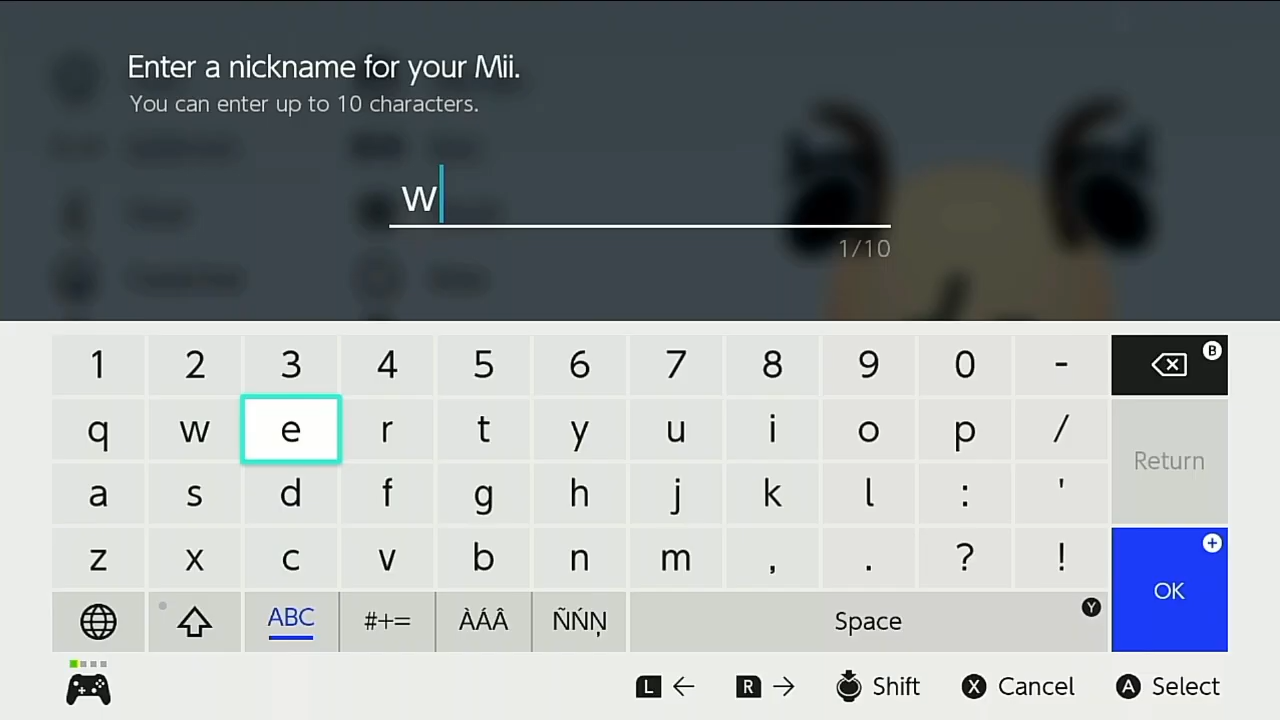 Enter a nickname for your Mii.
You can enter up to 10 characters.
w
1/10
1 2 3 4 5 6 7 8 9 0 - B
q w e r t y u i o p /
Return
a s d f g h j k l : '
z x c v b n m , . ? ! +
OK
ABC #+= ÀÁÂ ÑŃŅ Space Y
L ← R → Shift X Cancel A Select